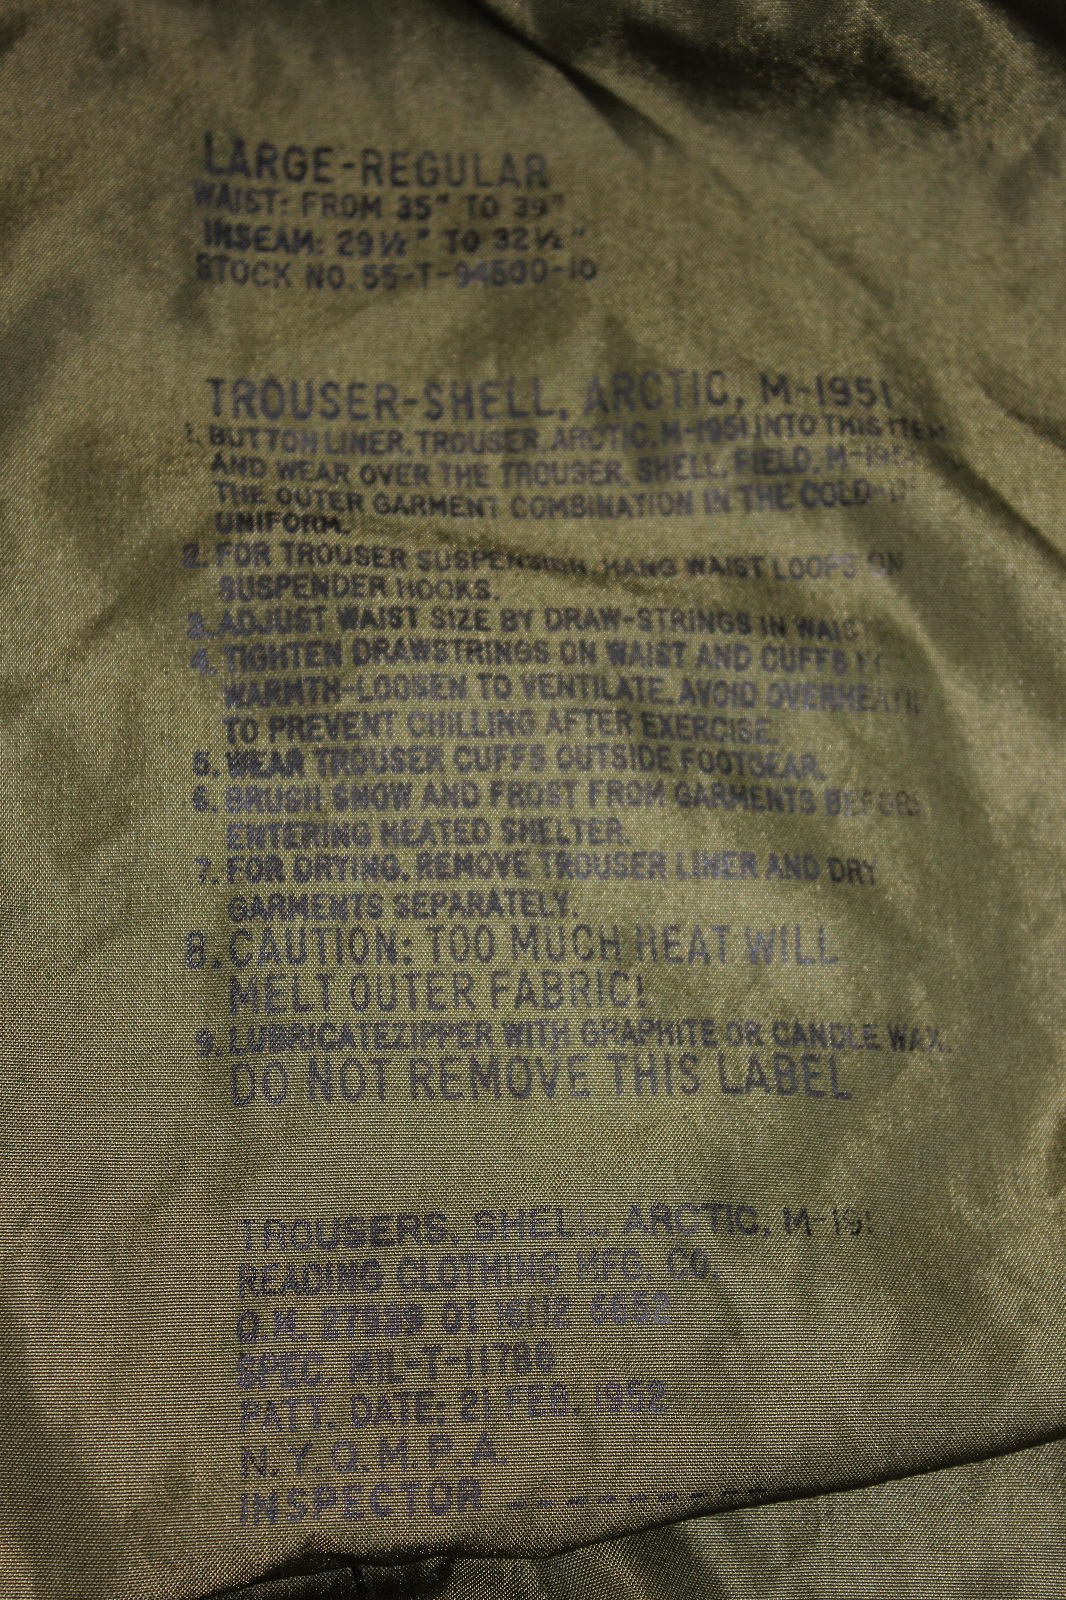 LARGE-REGULAR
WAIST: FROM 35" TO 39"
INSEAM: 29½" TO 32½"
STOCK NO. 55-T-94500-10
TROUSER-SHELL, ARCTIC, M-1951
1. BUTTON LINER, TROUSER, ARCTIC, M-1951 INTO THIS ITEM
AND WEAR OVER THE TROUSER, SHELL, FIELD,
THE OUTER GARMENT COMBINATION IN THE
UNIFORM.
2. FOR TROUSER SUSPENSION, HANG WAIST LOOPS ON
SUSPENDER HOOKS.
3. ADJUST WAIST SIZE BY DRAW-STRINGS IN
4. TIGHTEN DRAWSTRINGS ON WAIST AND CUFFS
WARMTH-LOOSEN TO VENTILATE. AVOID
TO PREVENT CHILLING AFTER EXERCISE.
5. WEAR TROUSER CUFFS OUTSIDE FOOTGEAR.
6. BRUSH SNOW AND FROST FROM GARMENTS BEFORE
ENTERING HEATED SHELTER.
7. FOR DRYING, REMOVE TROUSER LINER AND DRY
GARMENTS SEPARATELY.
8. CAUTION: TOO MUCH HEAT WILL
MELT OUTER FABRIC!
9. LUBRICATE ZIPPER WITH GRAPHITE OR CANDLE WAX.
DO NOT REMOVE THIS LABEL
TROUSERS, SHELL, ARCTIC,
READING CLOTHING MFG. CO.
Q.M. OI
SPEC. MIL-T-11786
PATT. DATE: 21 FEB. 1952
N.Y.Q.M.P.A.
INSPECTOR ----------